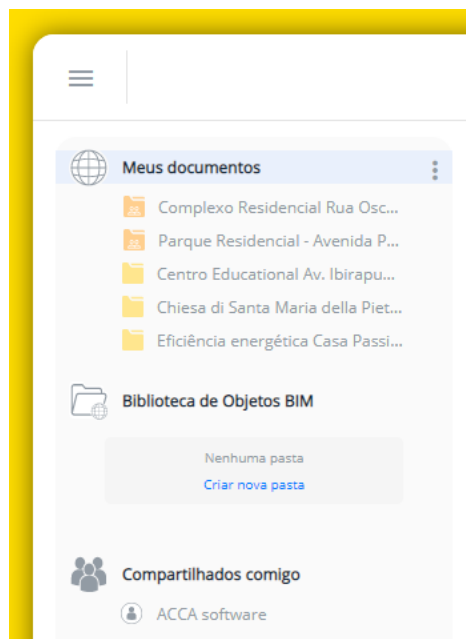 Meus documentos
Complexo Residencial Rua Osc...
Parque Residencial - Avenida P...
Centro Educational Av. Ibirapu...
Chiesa di Santa Maria della Piet...
Eficiência energética Casa Passi...
Biblioteca de Objetos BIM
Nenhuma pasta
Criar nova pasta
Compartilhados comigo
ACCA software